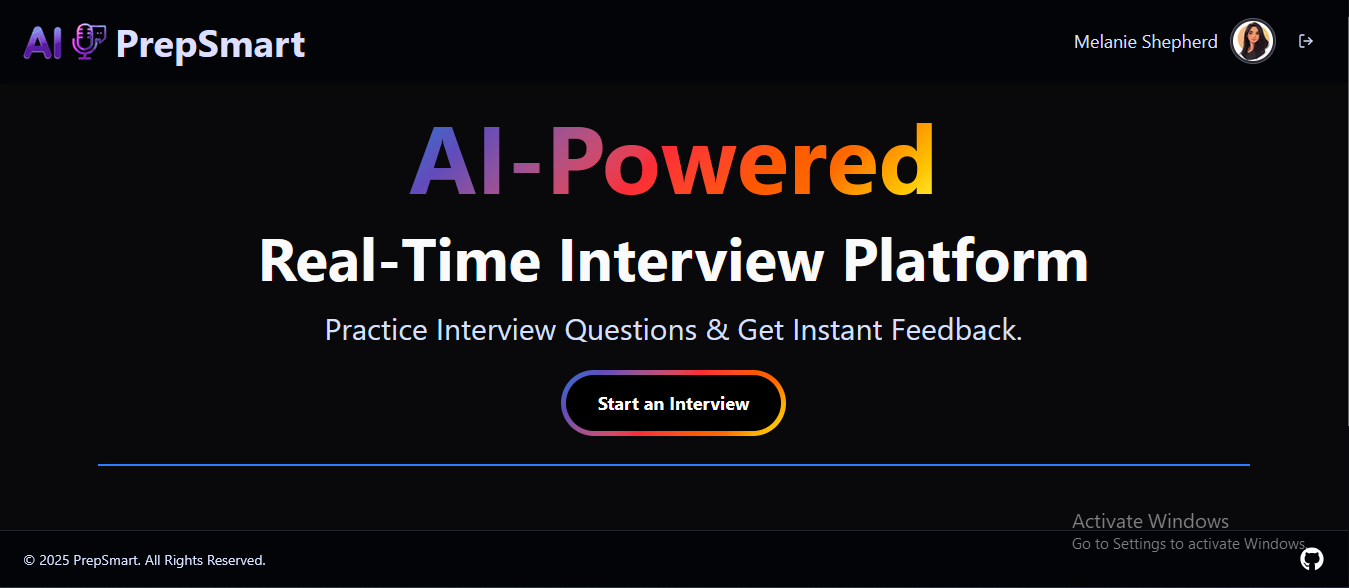 AI PrepSmart
Melanie Shepherd
AI-Powered
Real-Time Interview Platform
Practice Interview Questions & Get Instant Feedback.
Start an Interview
Activate Windows
Go to Settings to activate Windows.
© 2025 PrepSmart. All Rights Reserved.